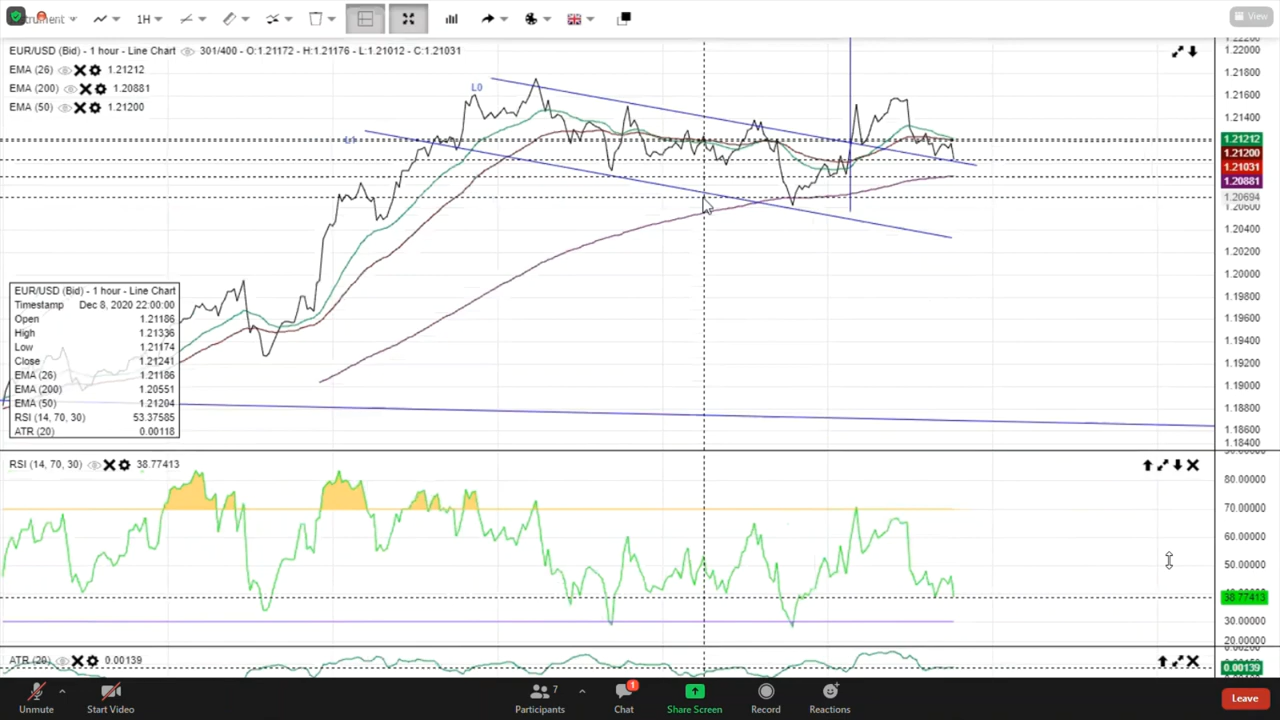 1H
View
EUR/USD (Bid) - 1 hour - Line Chart 301/400 - O:1.21172 - H:1.21176 - L:1.21012 - C:1.21031
EMA (26) 1.21212
EMA (200) 1.20881
EMA (50) 1.21200
L0
1.22000
1.21800
1.21600
1.21400
1.21212
1.21200
1.21031
1.20881
1.20694
1.20600
1.20400
1.20200
1.20000
1.19800
1.19600
1.19400
1.19200
1.19000
1.18800
1.18600
1.18400
EUR/USD (Bid) - 1 hour - Line Chart
Timestamp Dec 8, 2020 22:00:00
Open 1.21186
High 1.21336
Low 1.21174
Close 1.21241
EMA (26) 1.21186
EMA (200) 1.20551
EMA (50) 1.21204
RSI (14, 70, 30) 53.37585
ATR (20) 0.00118
RSI (14, 70, 30) 38.77413
80.00000
70.00000
60.00000
50.00000
38.77413
30.00000
20.00000
ATR (20) 0.00139
0.00139
Unmute
Start Video
Participants 7
Chat 1
Share Screen
Record
Reactions
Leave